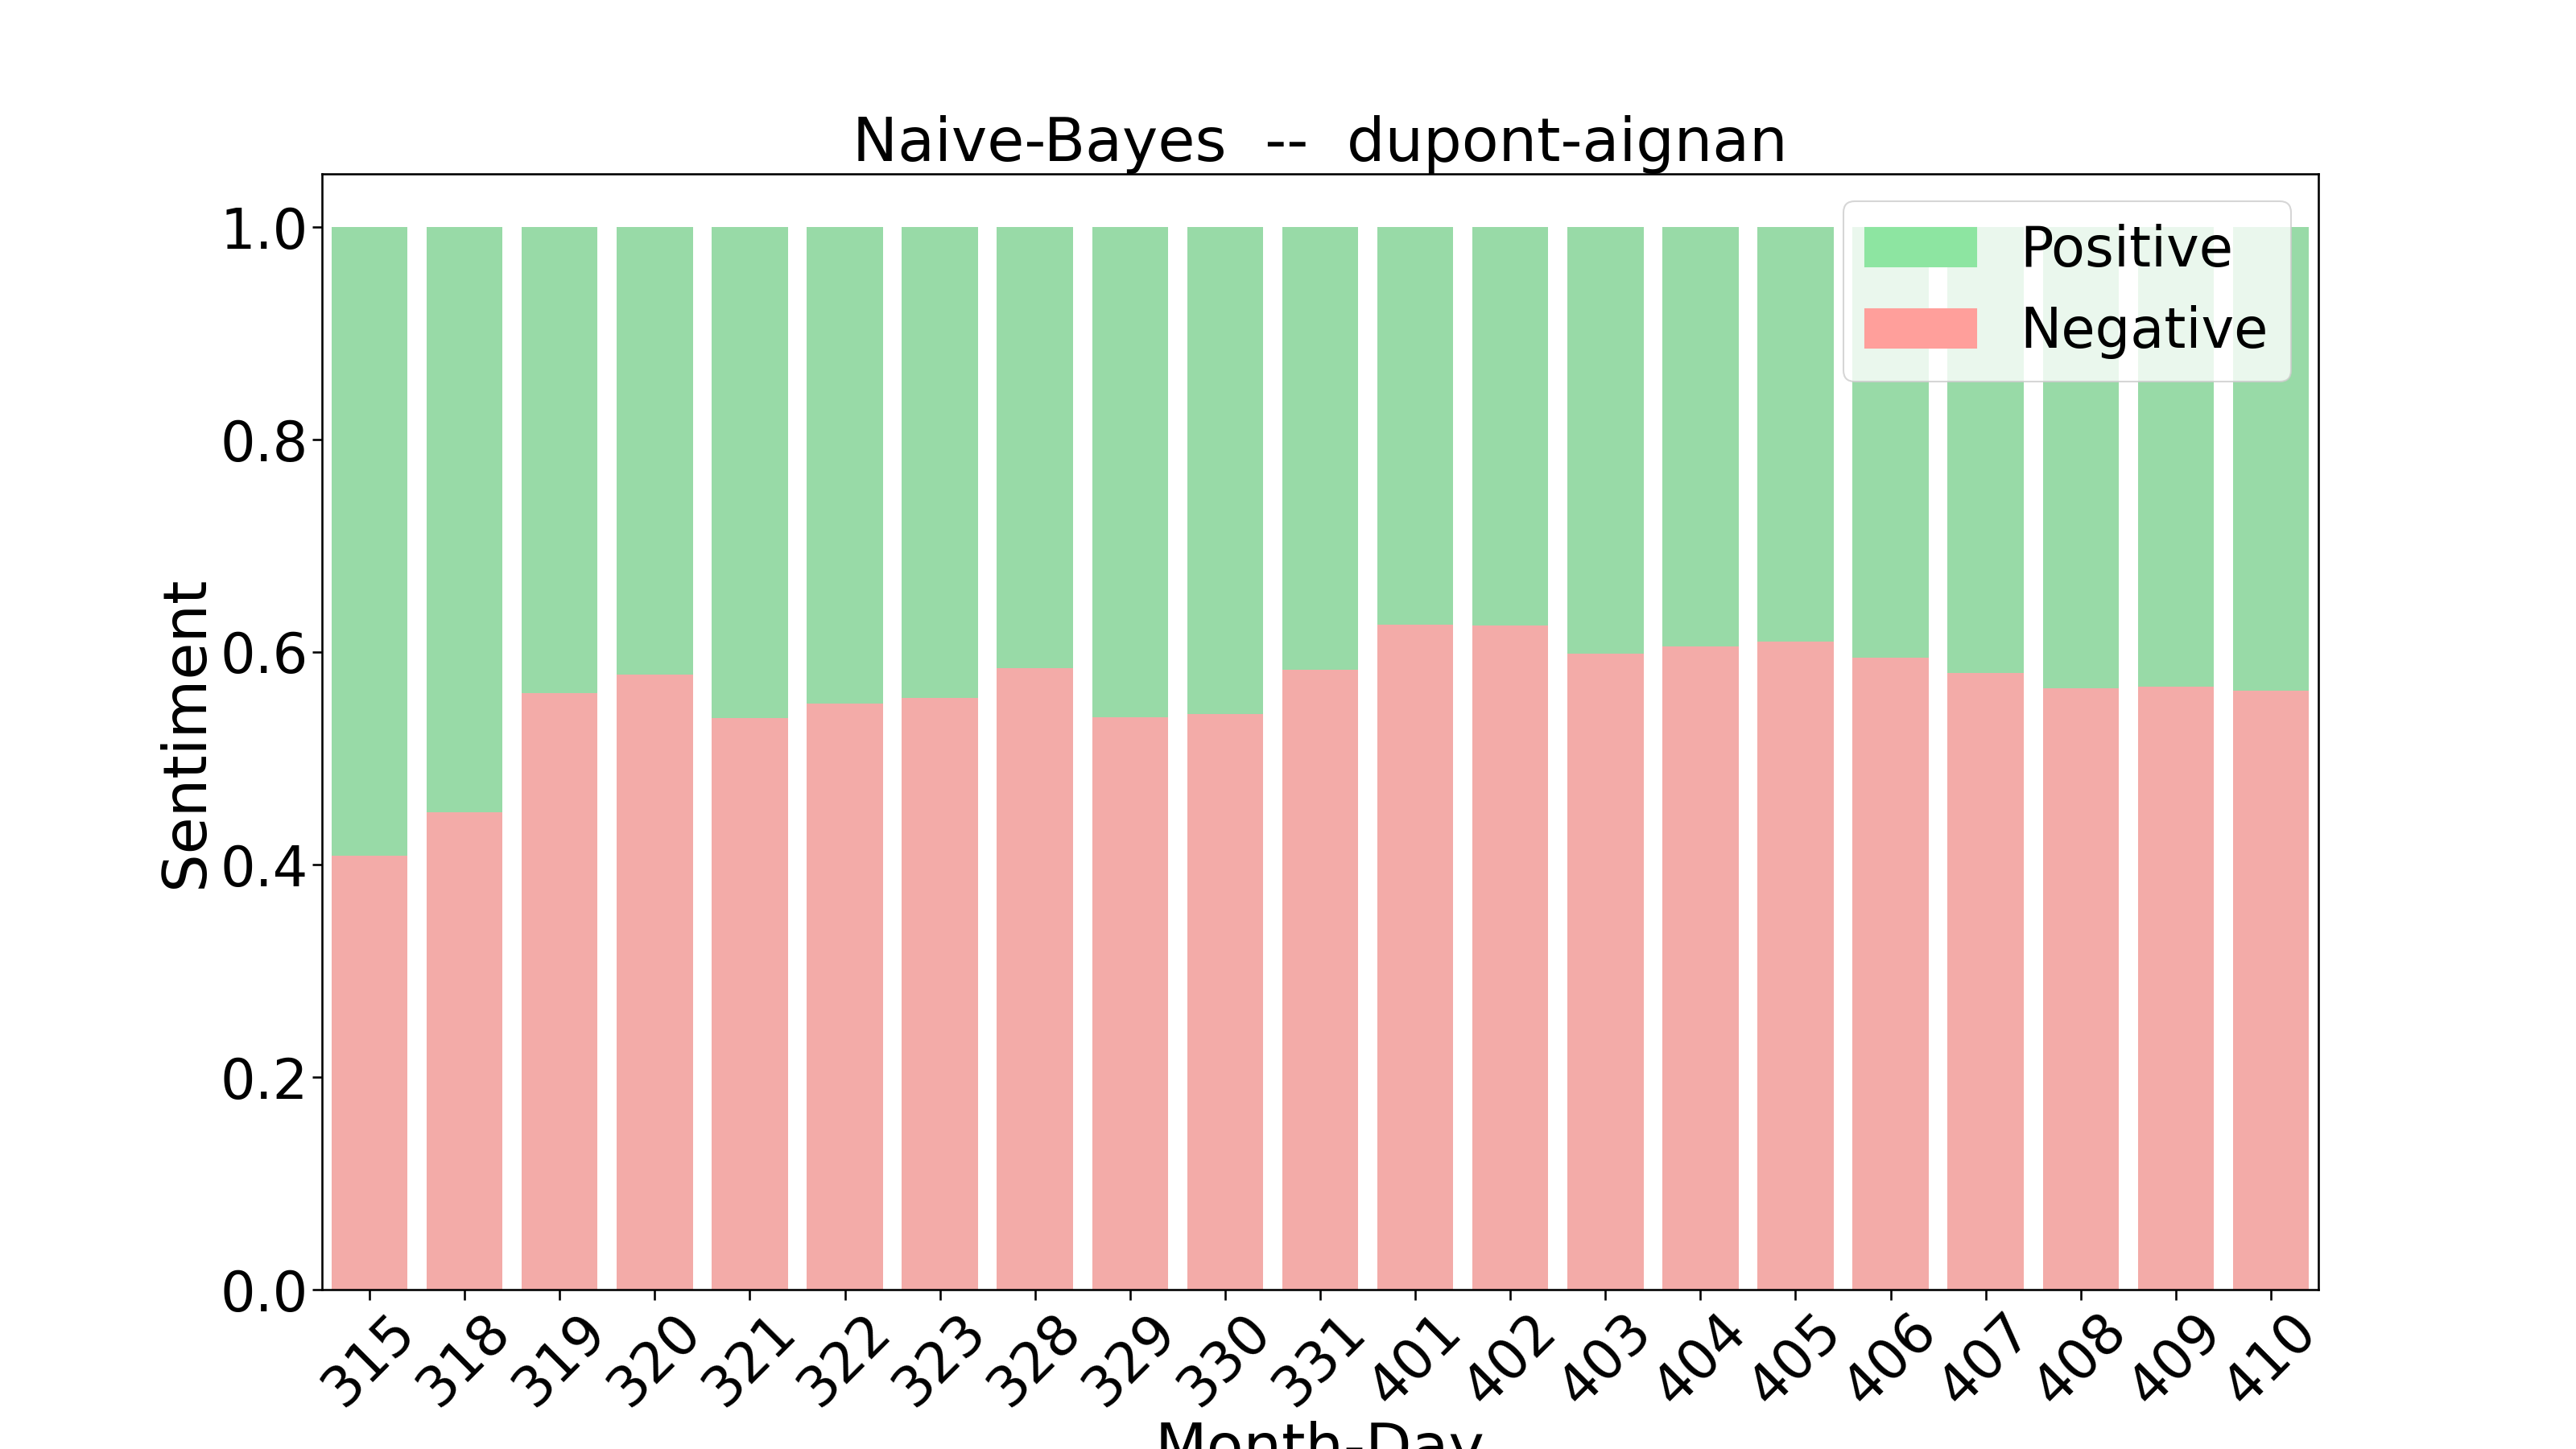 Naive-Bayes -- dupont-aignan
Positive
Negative
Sentiment
1.0
0.8
0.6
0.4
0.2
0.0
315 318 319 320 321 322 323 328 329 330 331 401 402 403 404 405 406 407 408 409 410
Month-Day